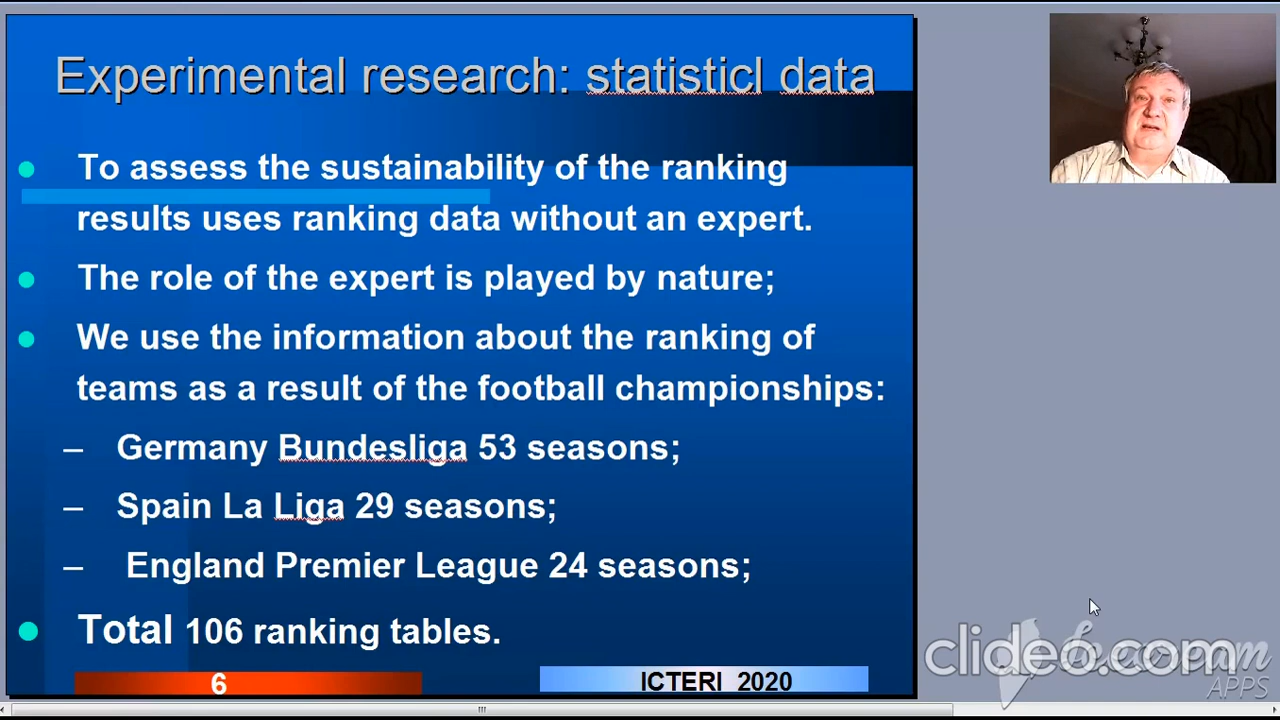 Experimental research: statisticl data
To assess the sustainability of the ranking
results uses ranking data without an expert.
The role of the expert is played by nature;
We use the information about the ranking of
teams as a result of the football championships:
– Germany Bundesliga 53 seasons;
– Spain La Liga 29 seasons;
– England Premier League 24 seasons;
Total 106 ranking tables.
6
ICTERI 2020
clideo.com
APPS